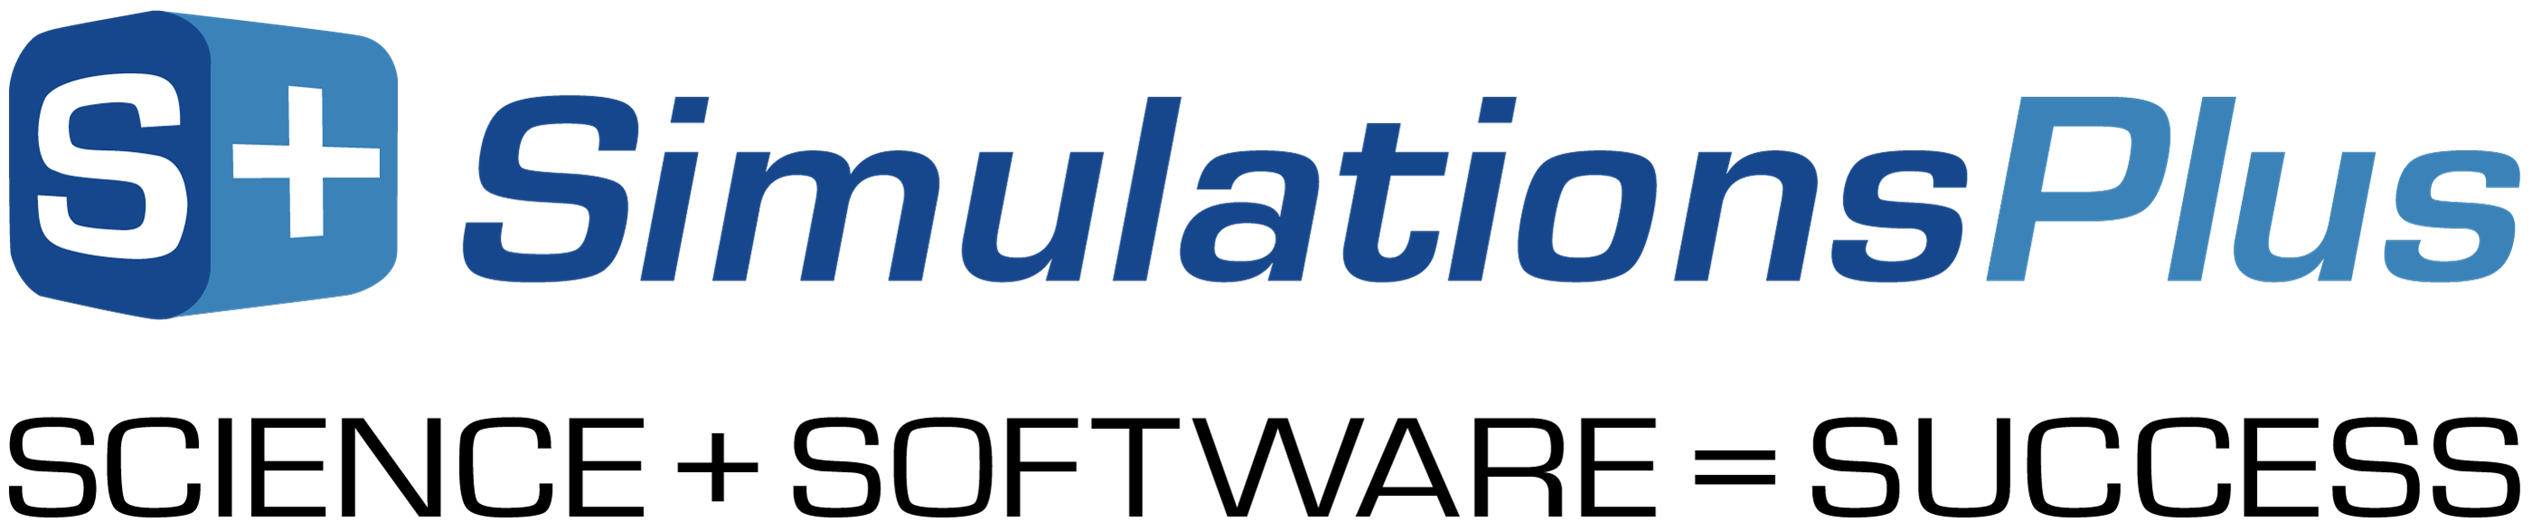 S+ SimulationsPlus
SCIENCE + SOFTWARE = SUCCESS